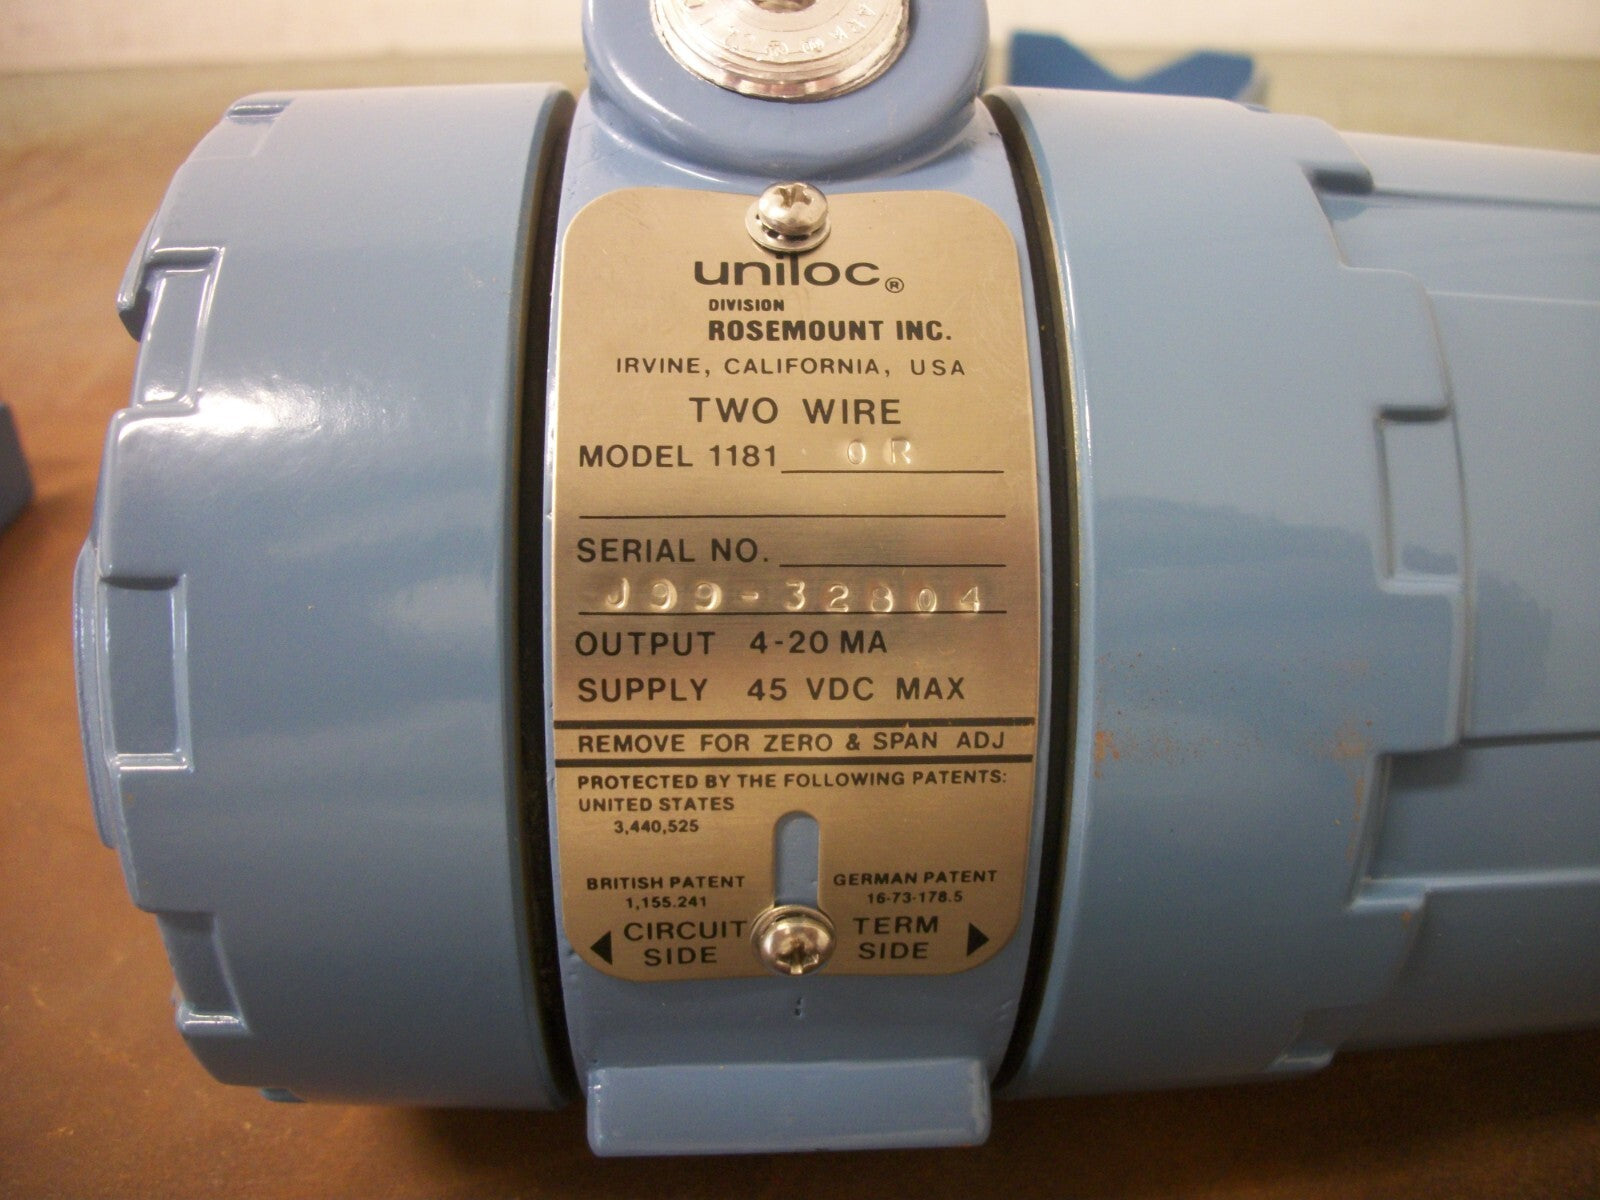 uniloc®
DIVISION
ROSEMOUNT INC.
IRVINE, CALIFORNIA, USA
TWO WIRE
MODEL 1181 OR
SERIAL NO.
J99-32804
OUTPUT 4-20 MA
SUPPLY 45 VDC MAX
REMOVE FOR ZERO & SPAN ADJ
PROTECTED BY THE FOLLOWING PATENTS:
UNITED STATES
3,440,525
BRITISH PATENT
1,155.241
GERMAN PATENT
16-73-178.5
◀ CIRCUIT SIDE
TERM SIDE ▶